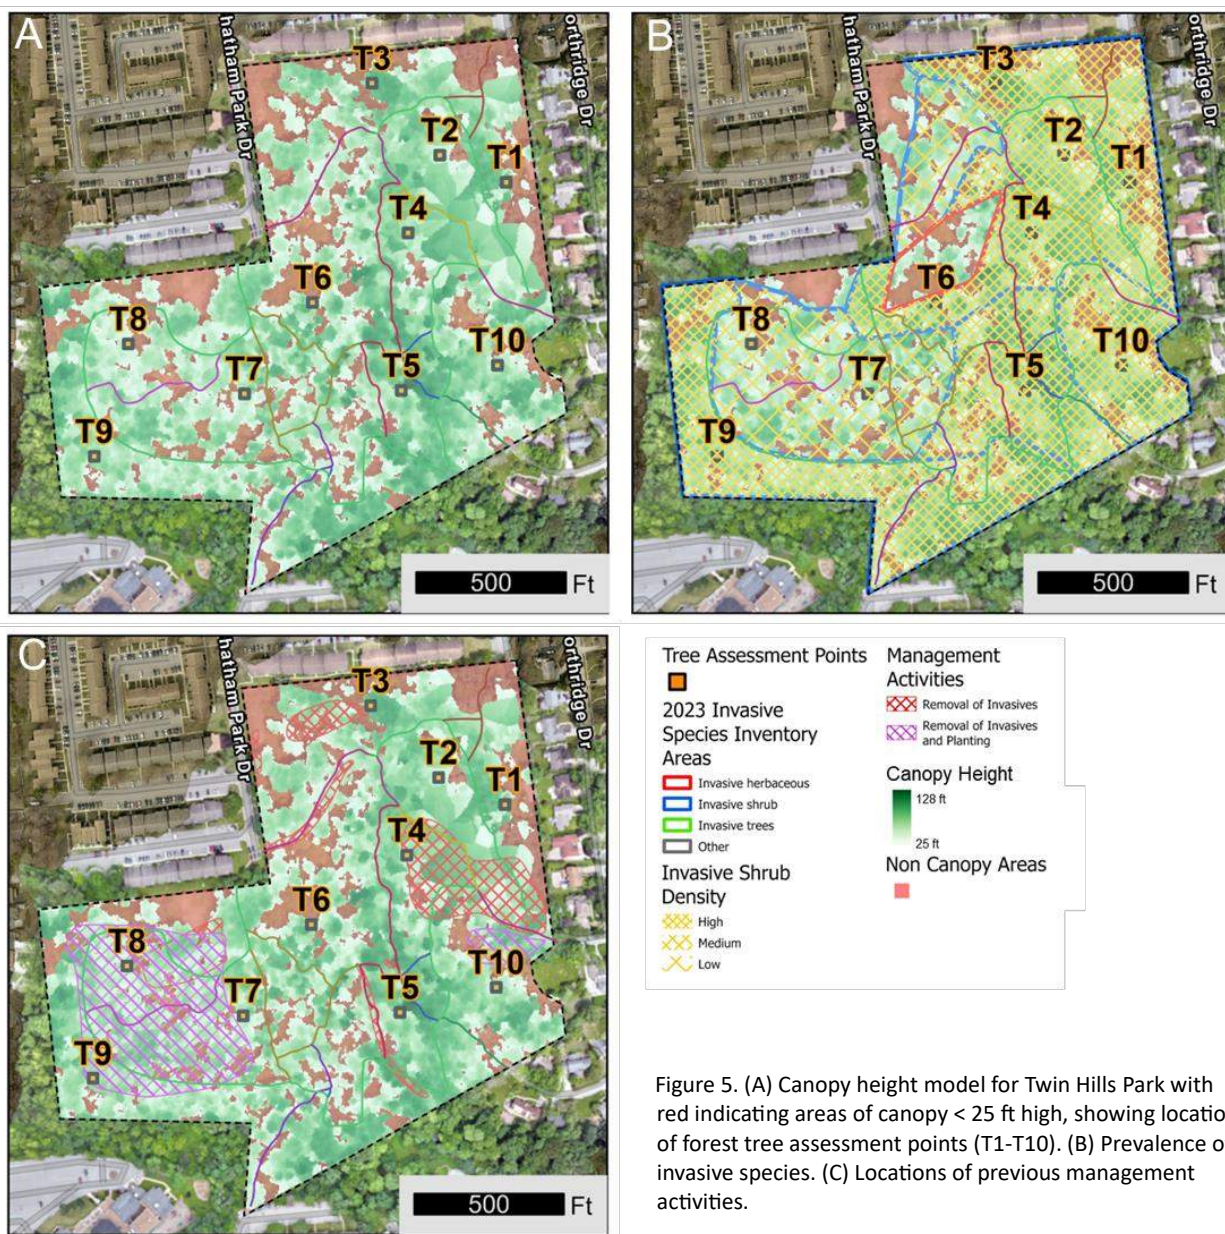 A
hatham Park Dr
orthridge Dr
T3
T2
T1
T4
T6
T8
T7
T5
T10
T9
500 Ft
B
hatham Park Dr
orthridge Dr
T3
T2
T1
T4
T6
T8
T7
T5
T10
T9
500 Ft
C
hatham Park Dr
orthridge Dr
T3
T2
T1
T4
T6
T8
T7
T5
T10
T9
500 Ft
Tree Assessment Points
2023 Invasive
Species Inventory
Areas
Invasive herbaceous
Invasive shrub
Invasive trees
Other
Invasive Shrub
Density
High
Medium
Low
Management
Activities
Removal of Invasives
Removal of Invasives
and Planting
Canopy Height
128 ft
25 ft
Non Canopy Areas
Figure 5. (A) Canopy height model for Twin Hills Park with
red indicating areas of canopy < 25 ft high, showing locatio
of forest tree assessment points (T1-T10). (B) Prevalence o
invasive species. (C) Locations of previous management
activities.